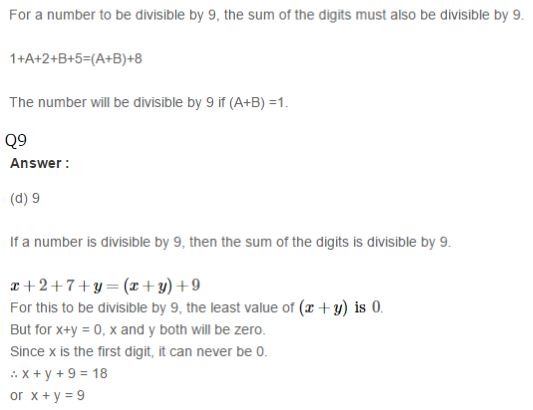 For a number to be divisible by 9, the sum of the digits must also be divisible by 9.
1+A+2+B+5=(A+B)+8
The number will be divisible by 9 if (A+B) =1.
Q9
Answer :
(d) 9
If a number is divisible by 9, then the sum of the digits is divisible by 9.
x+2+7+y=(x+y)+9
For this to be divisible by 9, the least value of (x+y) is 0.
But for x+y = 0, x and y both will be zero.
Since x is the first digit, it can never be 0.
∴ x + y + 9 = 18
or x + y = 9